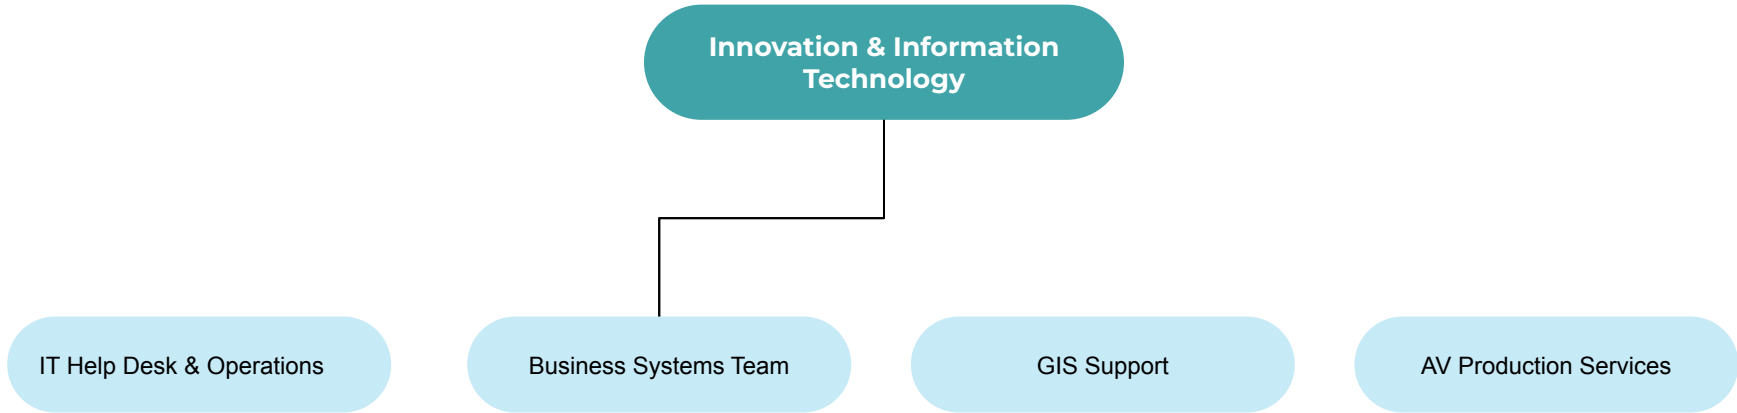 Innovation & Information
Technology
IT Help Desk & Operations
Business Systems Team
GIS Support
AV Production Services